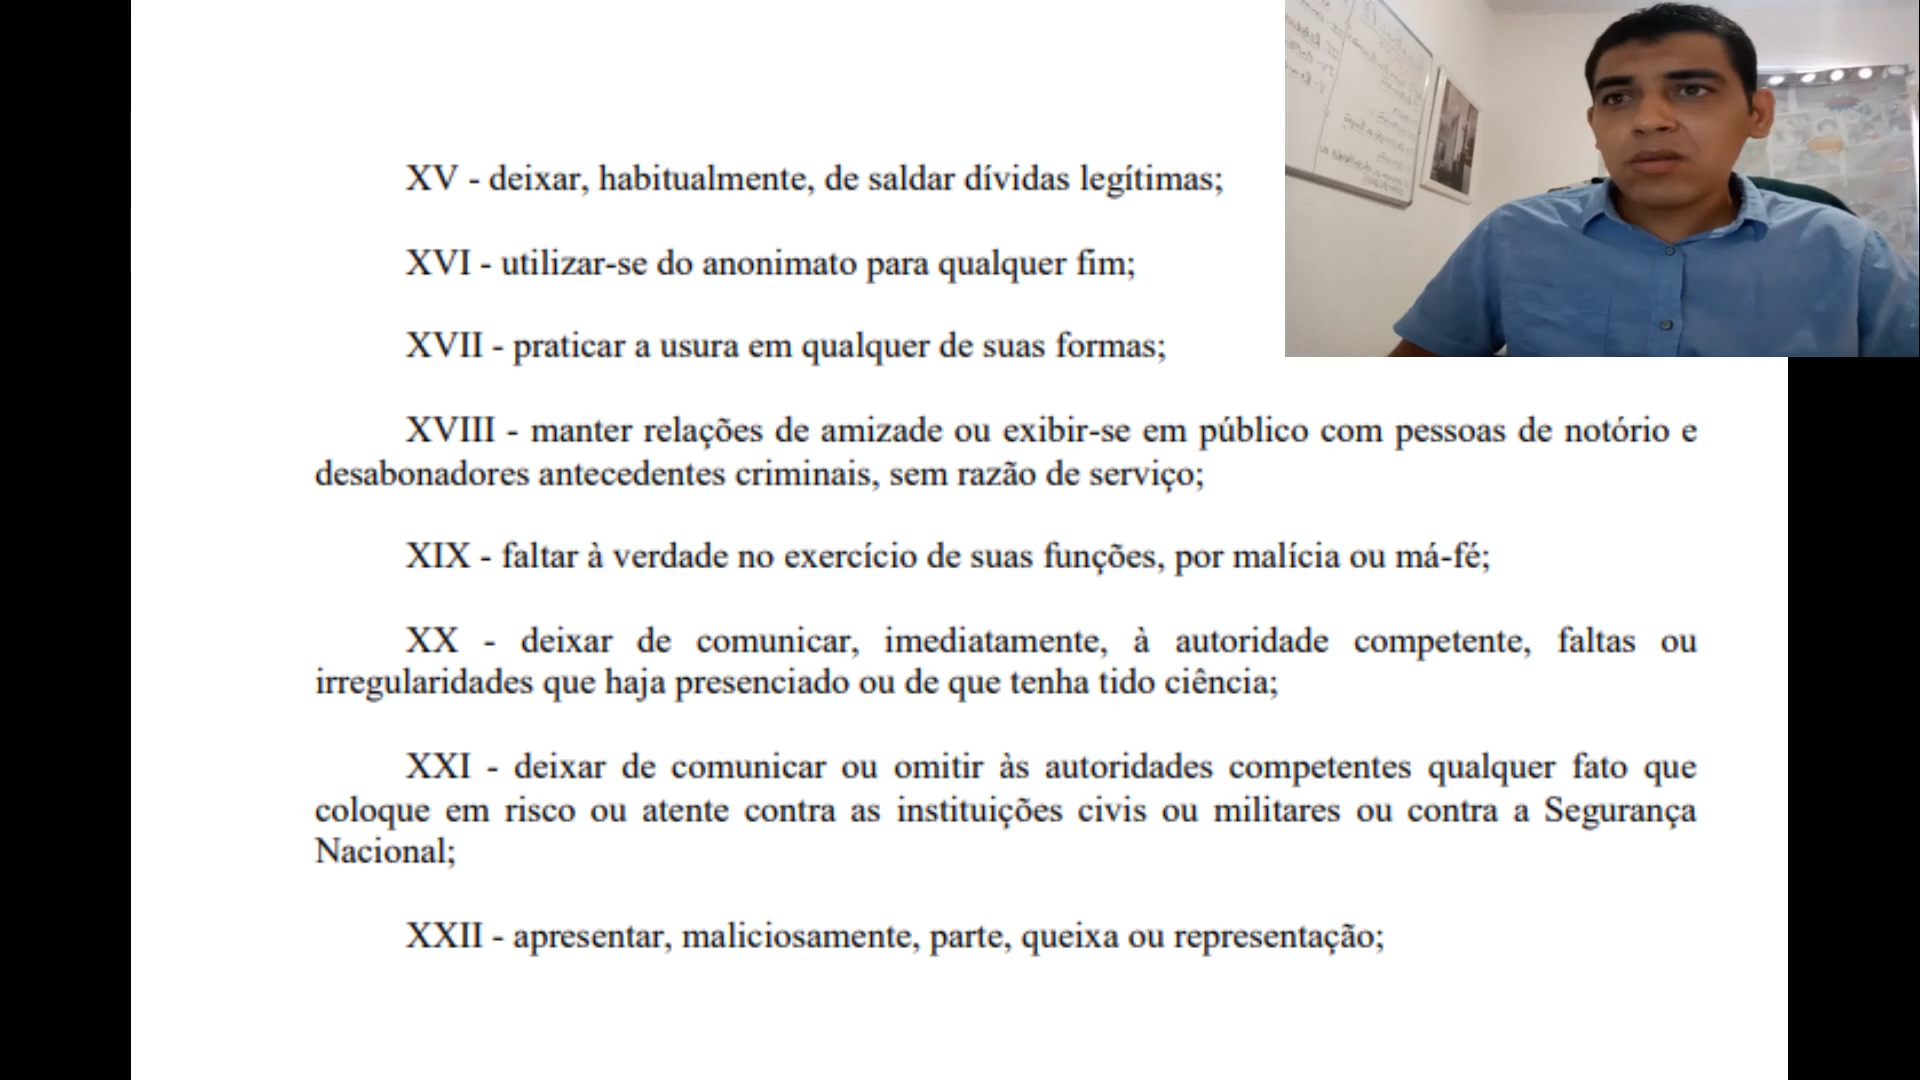 XV - deixar, habitualmente, de saldar dívidas legítimas;
XVI - utilizar-se do anonimato para qualquer fim;
XVII - praticar a usura em qualquer de suas formas;
XVIII - manter relações de amizade ou exibir-se em público com pessoas de notório e
desabonadores antecedentes criminais, sem razão de serviço;
XIX - faltar à verdade no exercício de suas funções, por malícia ou má-fé;
XX - deixar de comunicar, imediatamente, à autoridade competente, faltas ou
irregularidades que haja presenciado ou de que tenha tido ciência;
XXI - deixar de comunicar ou omitir às autoridades competentes qualquer fato que
coloque em risco ou atente contra as instituições civis ou militares ou contra a Segurança
Nacional;
XXII - apresentar, maliciosamente, parte, queixa ou representação;